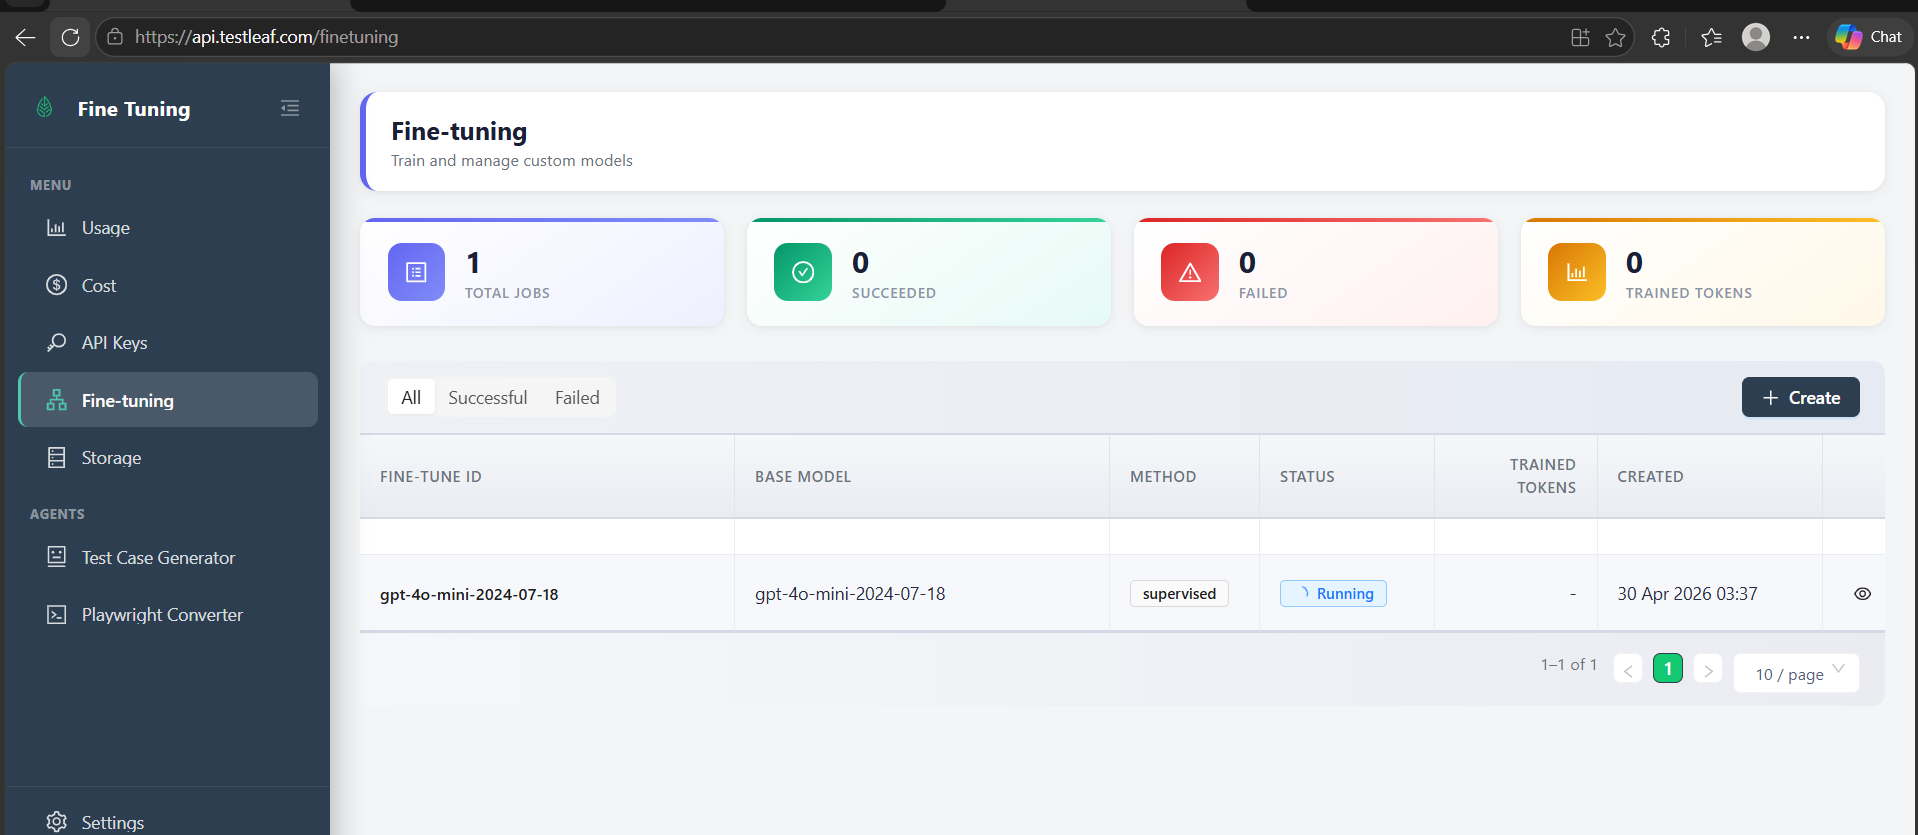 https://api.testleaf.com/finetuning
Chat
Fine Tuning
MENU
Usage
Cost
API Keys
Fine-tuning
Storage
AGENTS
Test Case Generator
Playwright Converter
Settings
Fine-tuning
Train and manage custom models
1
TOTAL JOBS
0
SUCCEEDED
0
FAILED
0
TRAINED TOKENS
All Successful Failed
+ Create
FINE-TUNE ID BASE MODEL METHOD STATUS TRAINED TOKENS CREATED
gpt-4o-mini-2024-07-18 gpt-4o-mini-2024-07-18 supervised Running - 30 Apr 2026 03:37
1–1 of 1 < 1 > 10 / page